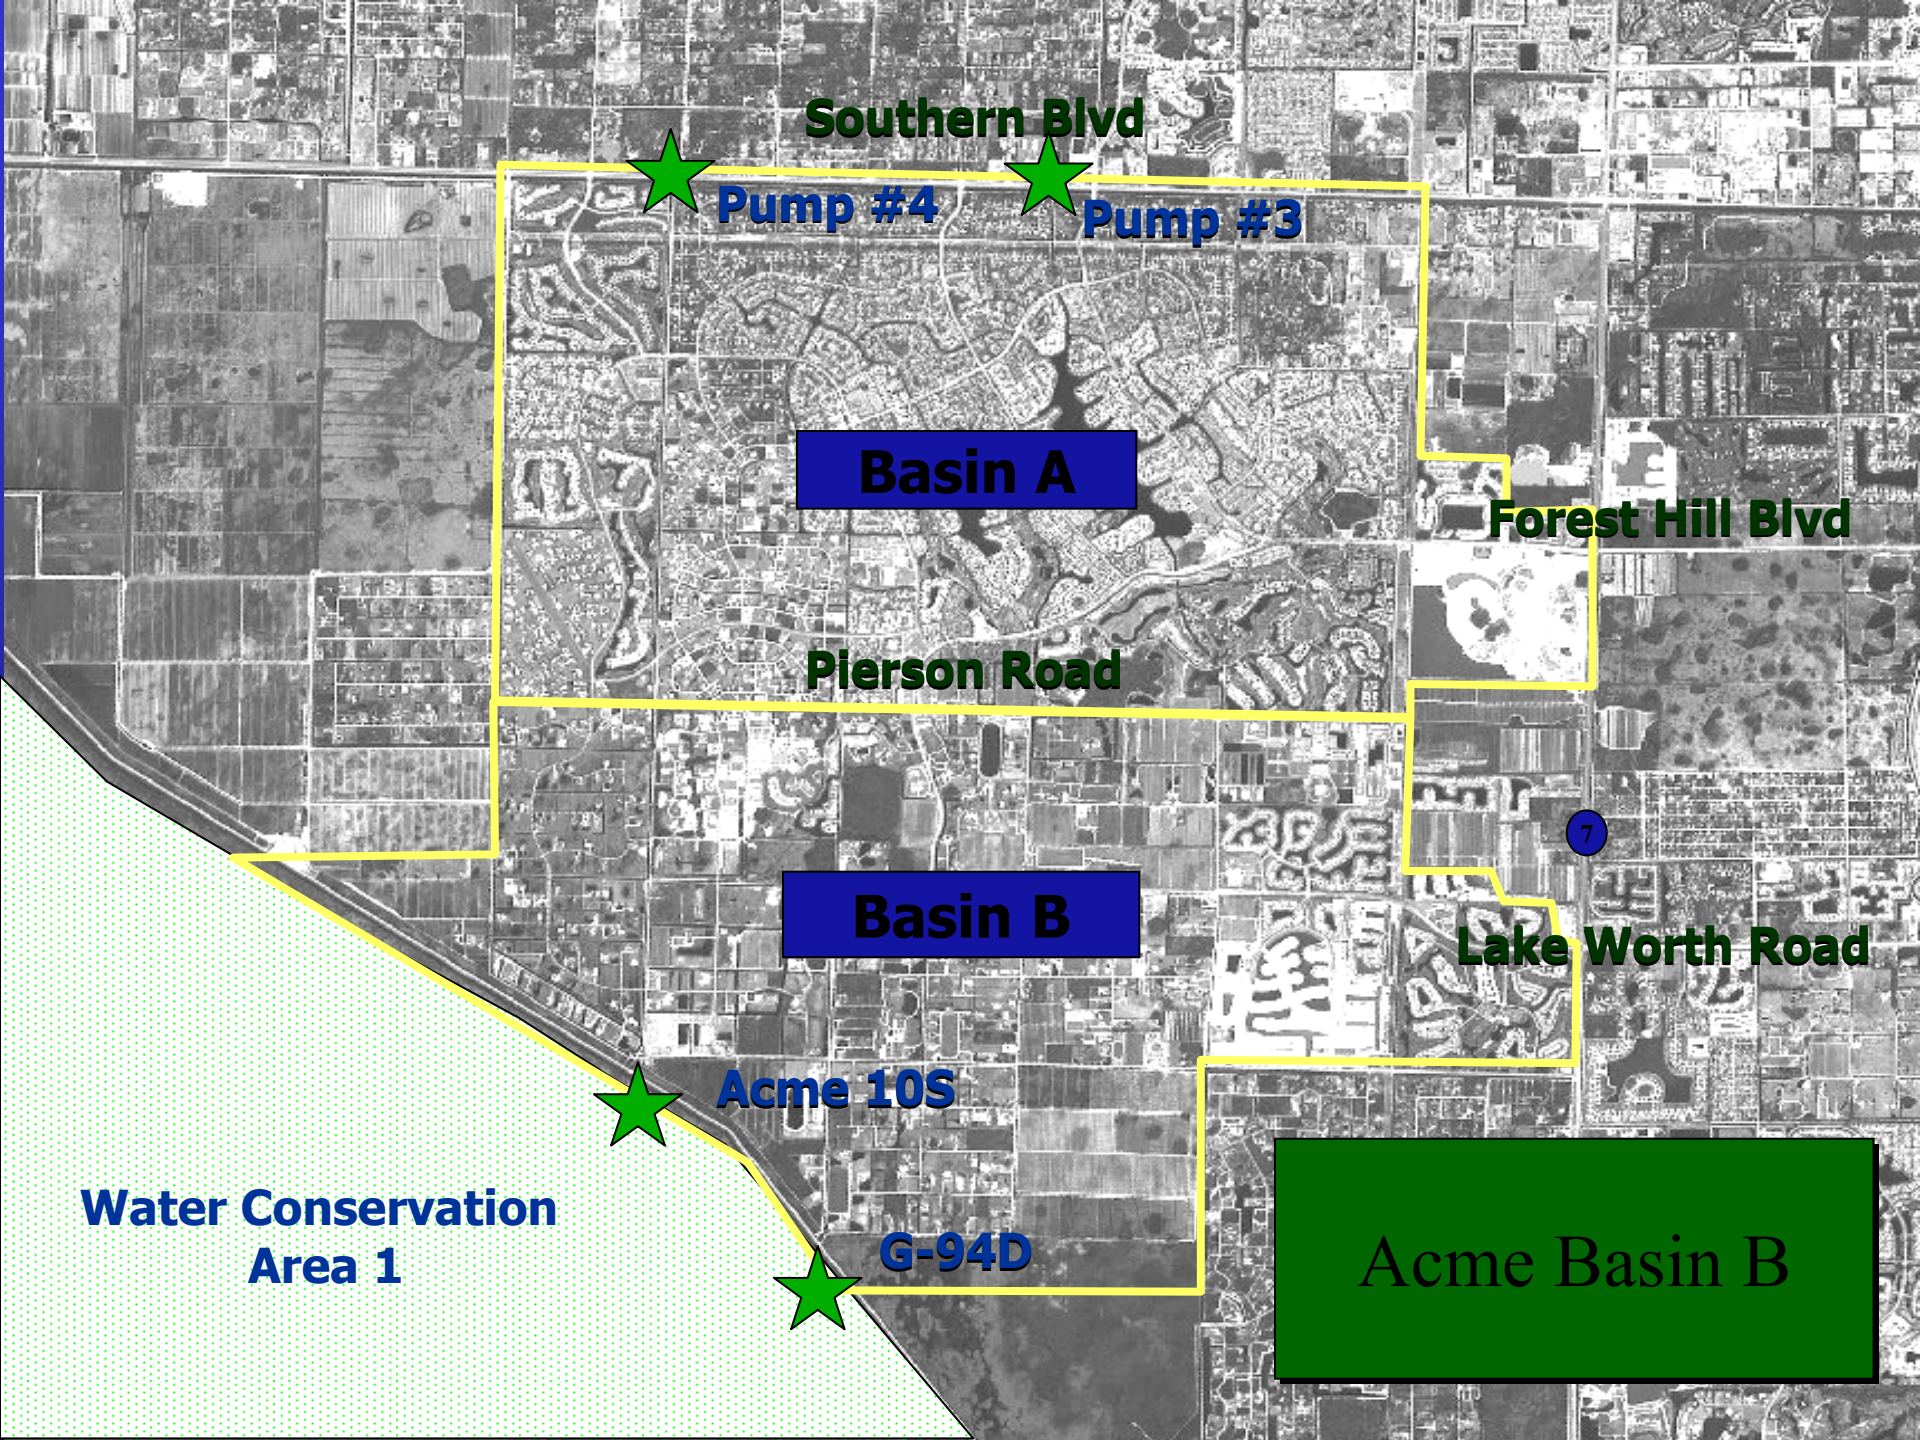 Southern Blvd
Pump #4
Pump #3
Basin A
Forest Hill Blvd
Pierson Road
7
Basin B
Lake Worth Road
Acme 10S
Water Conservation
Area 1
G-94D
Acme Basin B